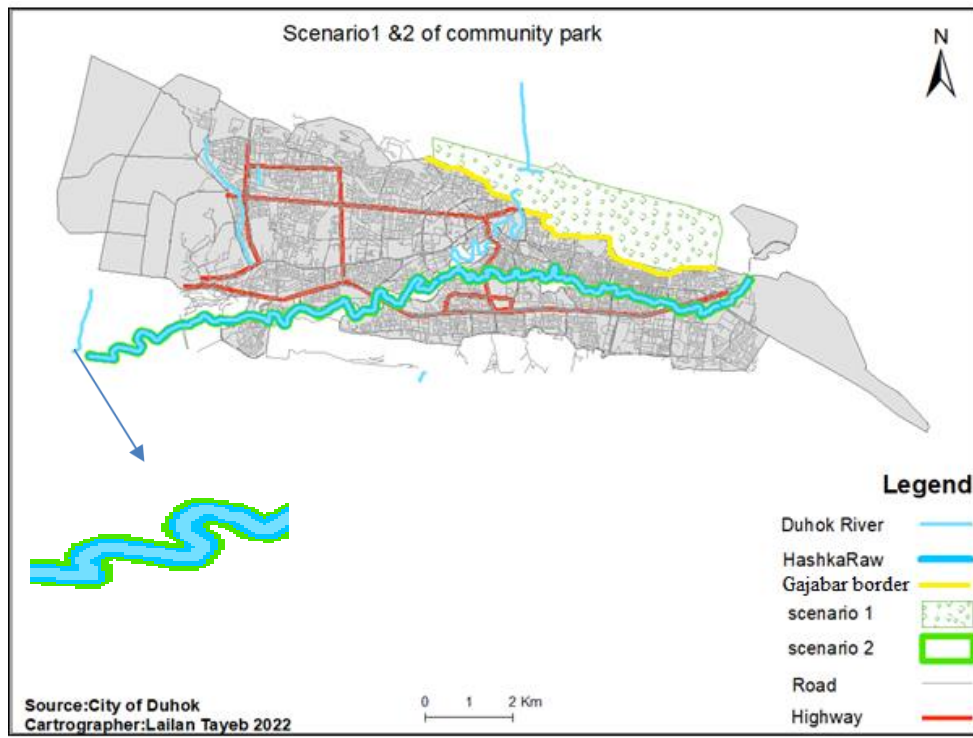 Scenario1 &2 of community park
N
Legend
Duhok River
HashkaRaw
Gajabar border
scenario 1
scenario 2
Road
Highway
0 1 2 Km
Source:City of Duhok
Cartrographer:Lailan Tayeb 2022